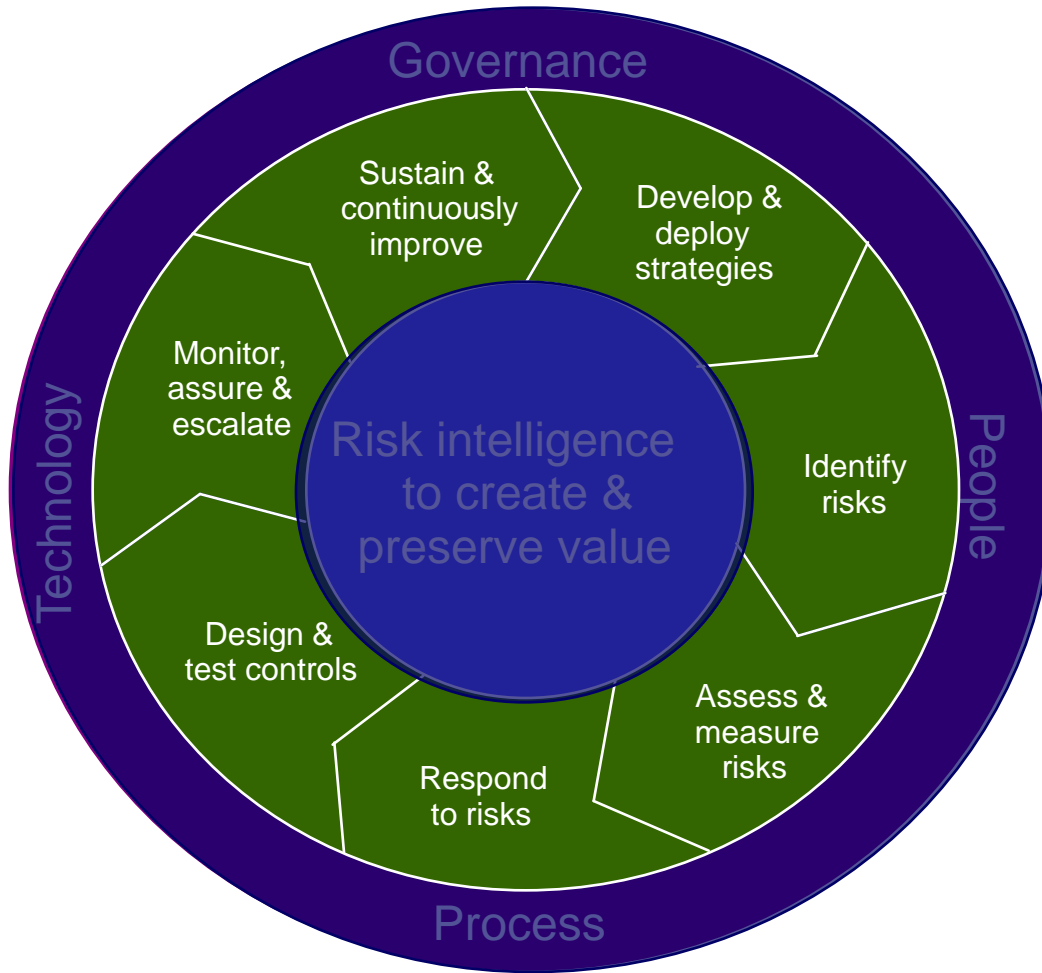 Governance
Sustain &
continuously
improve
Develop &
deploy
strategies
Monitor,
assure &
escalate
Technology
Risk intelligence
to create &
preserve value
Identify
risks
People
Design &
test controls
Assess &
measure
risks
Respond
to risks
Process